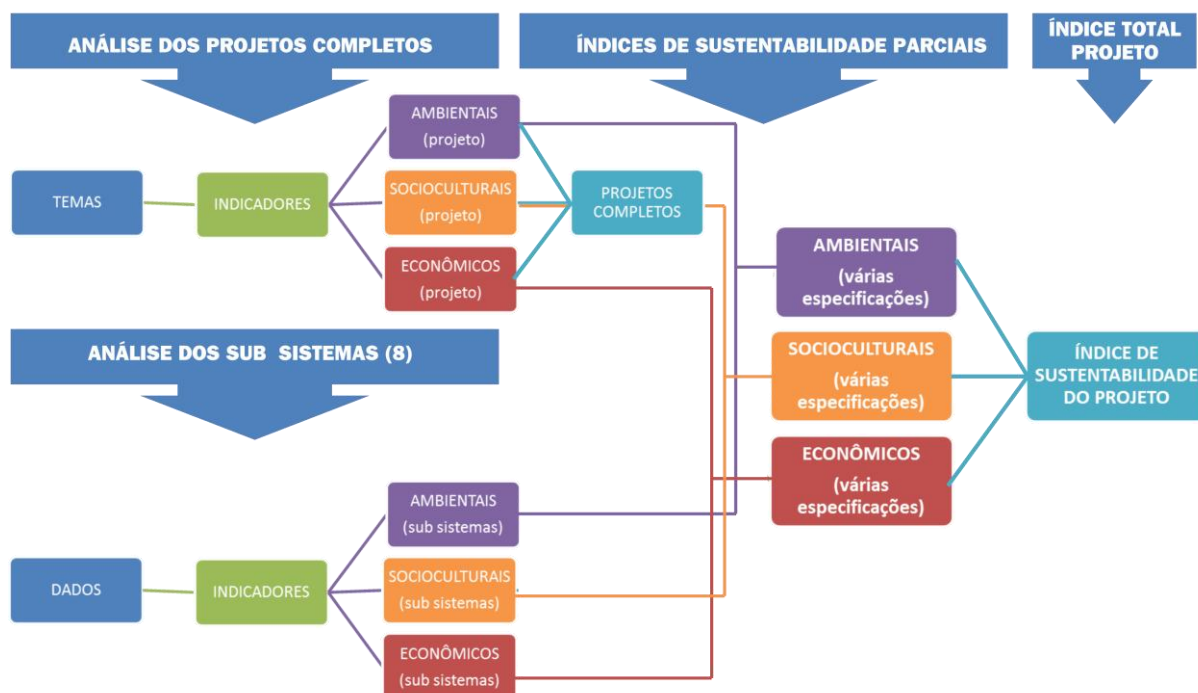 ANÁLISE DOS PROJETOS COMPLETOS
ÍNDICES DE SUSTENTABILIDADE PARCIAIS
ÍNDICE TOTAL
PROJETO
TEMAS
INDICADORES
AMBIENTAIS
(projeto)
SOCIOCULTURAIS
(projeto)
ECONÔMICOS
(projeto)
PROJETOS
COMPLETOS
ANÁLISE DOS SUB SISTEMAS (8)
DADOS
INDICADORES
AMBIENTAIS
(sub sistemas)
SOCIOCULTURAIS
(sub sistemas)
ECONÔMICOS
(sub sistemas)
AMBIENTAIS
(várias
especificações)
SOCIOCULTURAIS
(várias
especificações)
ECONÔMICOS
(várias
especificações)
ÍNDICE DE
SUSTENTABILIDADE
DO PROJETO